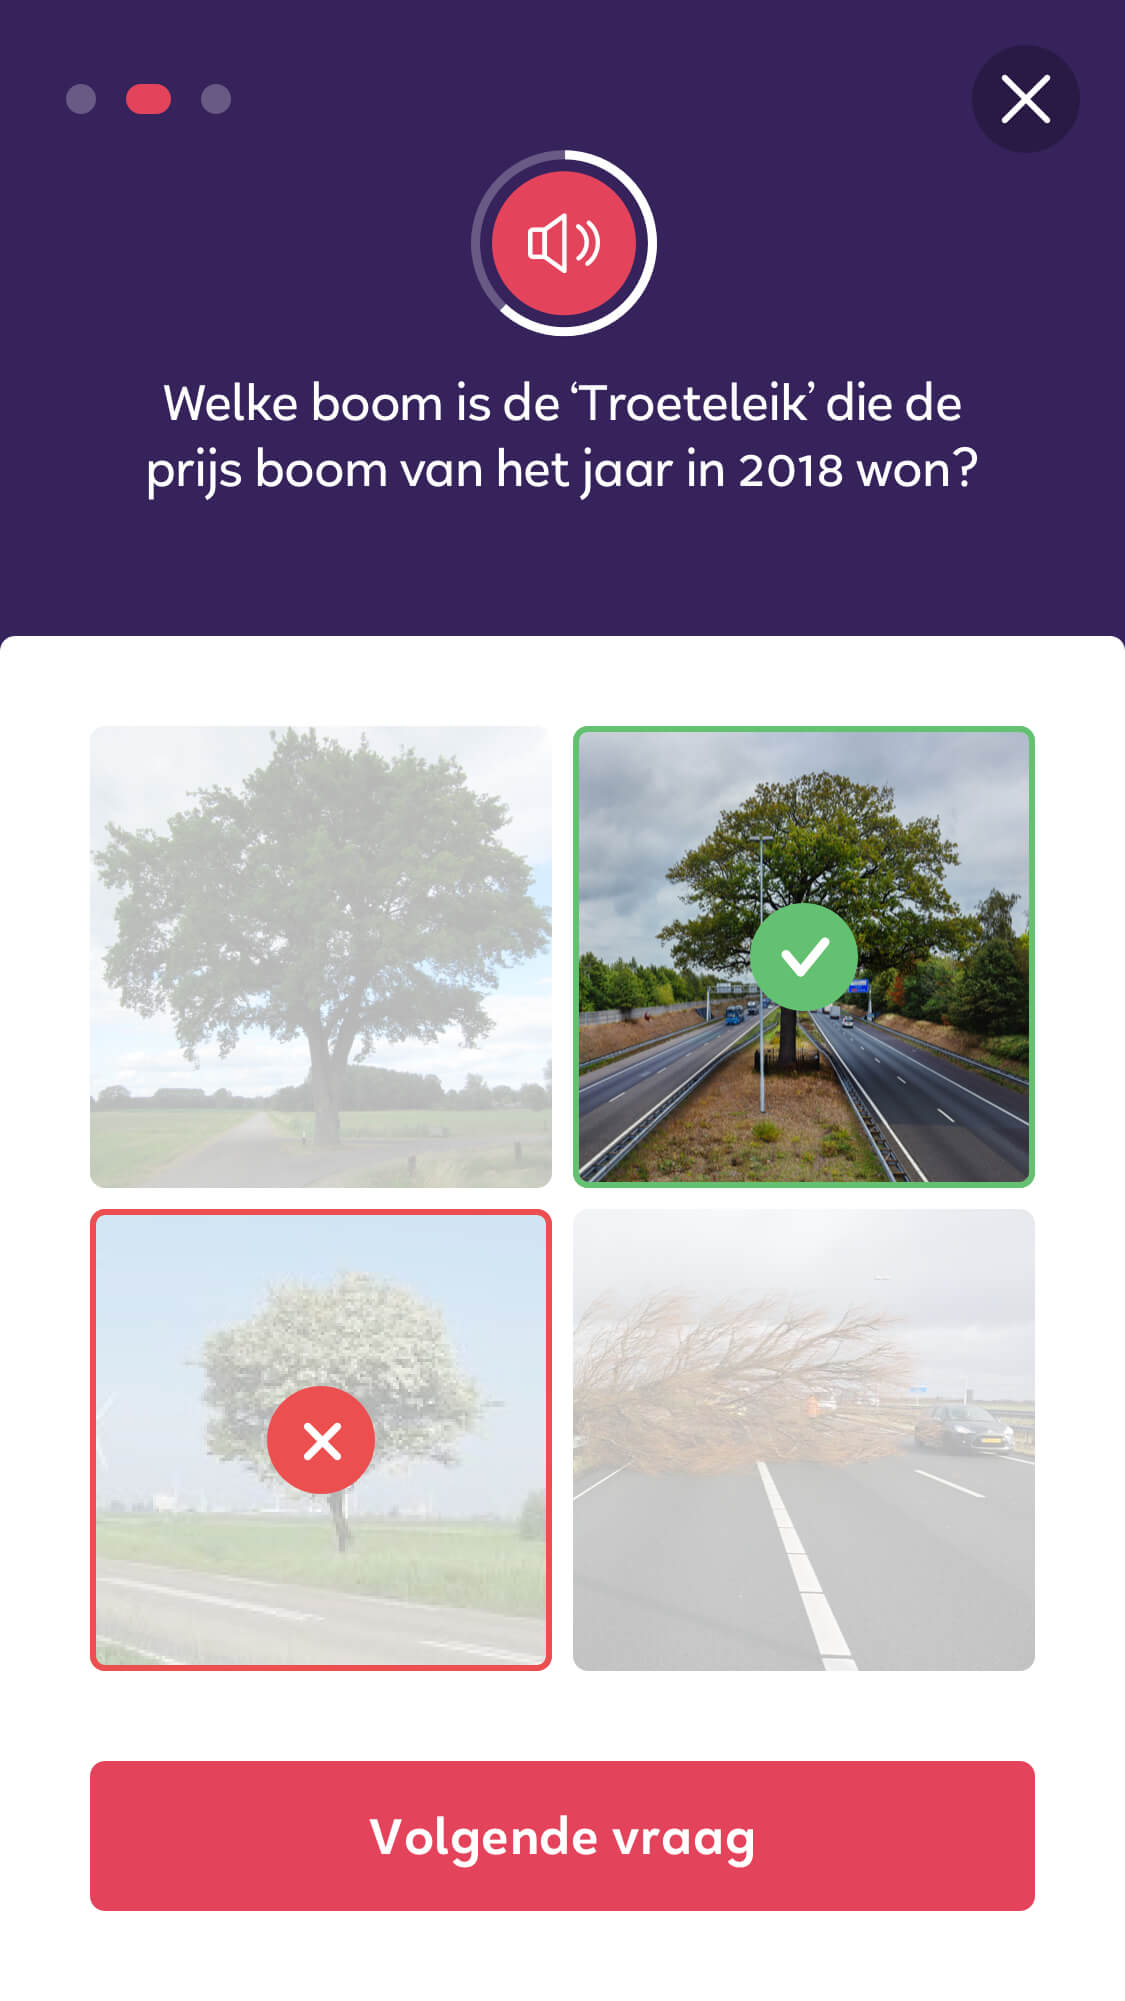 Welke boom is de ‘Troeteleik’ die de
prijs boom van het jaar in 2018 won?
Volgende vraag